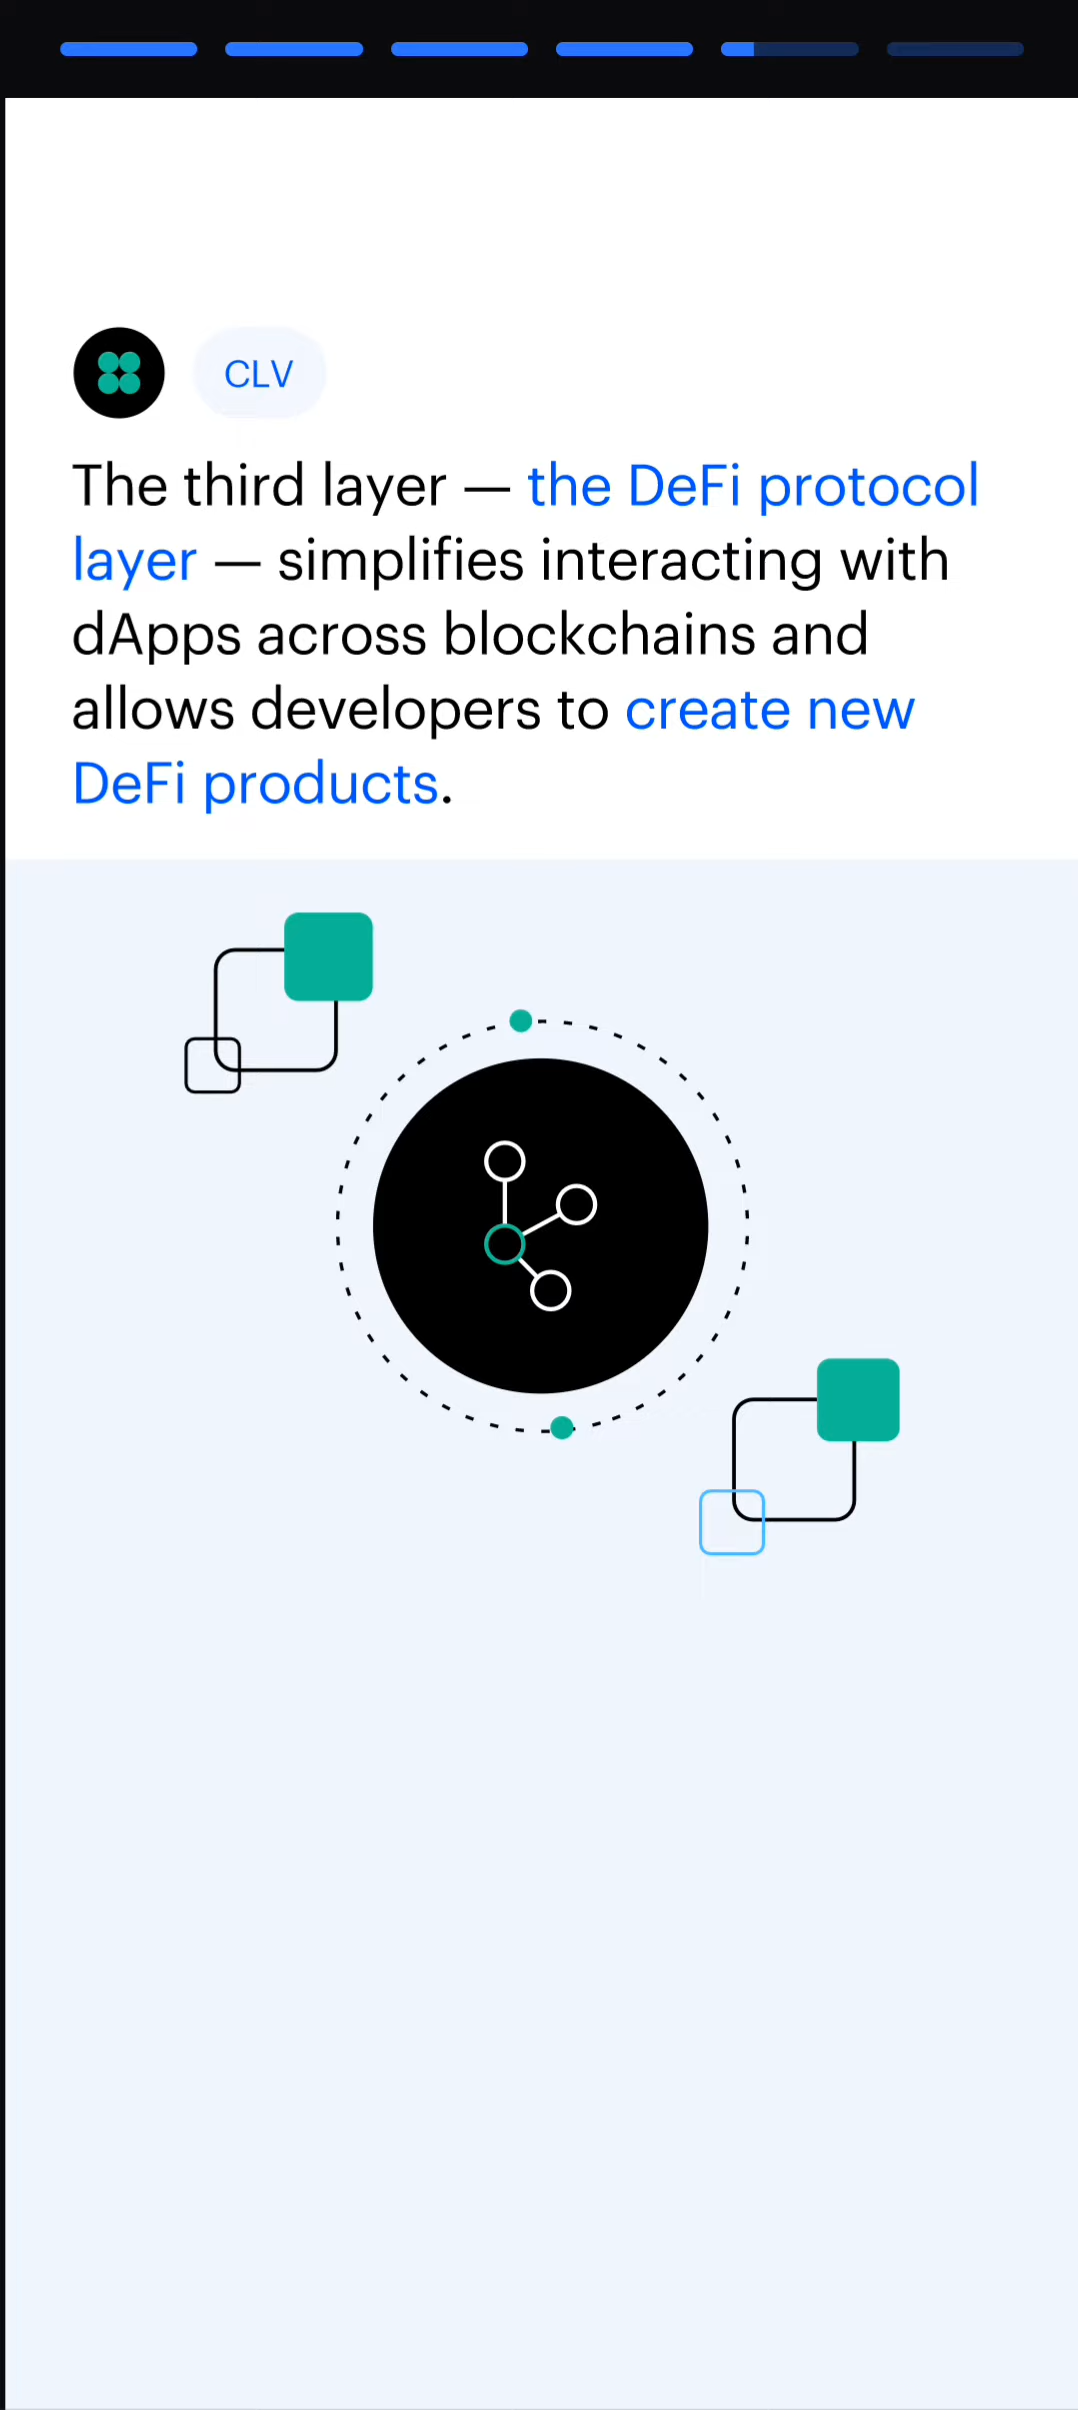 CLV
The third layer — the DeFi protocol
layer — simplifies interacting with
dApps across blockchains and
allows developers to create new
DeFi products.